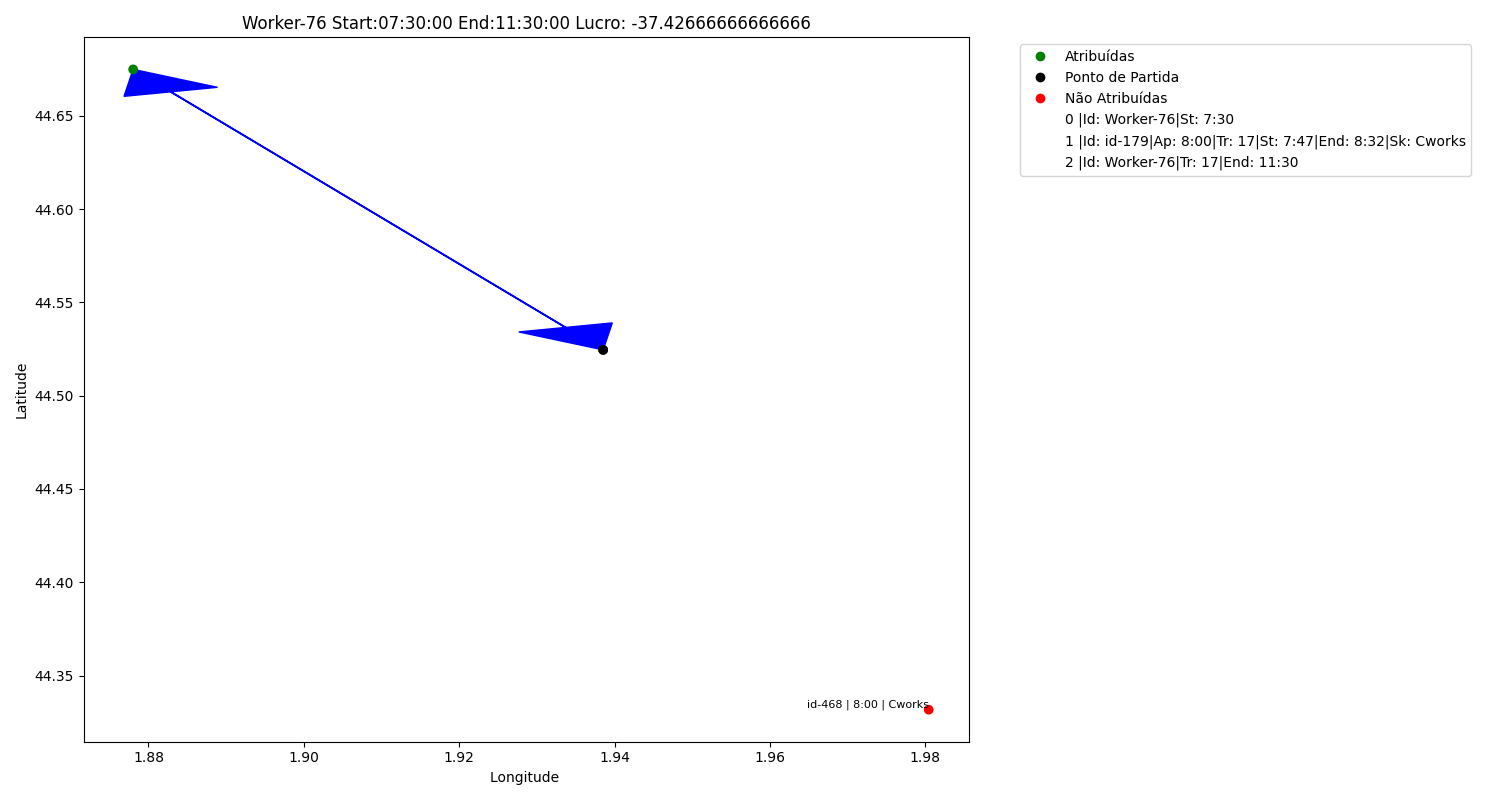 Worker-76 Start:07:30:00 End:11:30:00 Lucro: -37.42666666666666
Atribuídas
Ponto de Partida
Não Atribuídas
0 |Id: Worker-76|St: 7:30
1 |Id: id-179|Ap: 8:00|Tr: 17|St: 7:47|End: 8:32|Sk: Cworks
2 |Id: Worker-76|Tr: 17|End: 11:30
44.65
44.60
44.55
44.50
44.45
44.40
44.35
Latitude
id-468 | 8:00 | Cworks
1.88 1.90 1.92 1.94 1.96 1.98
Longitude